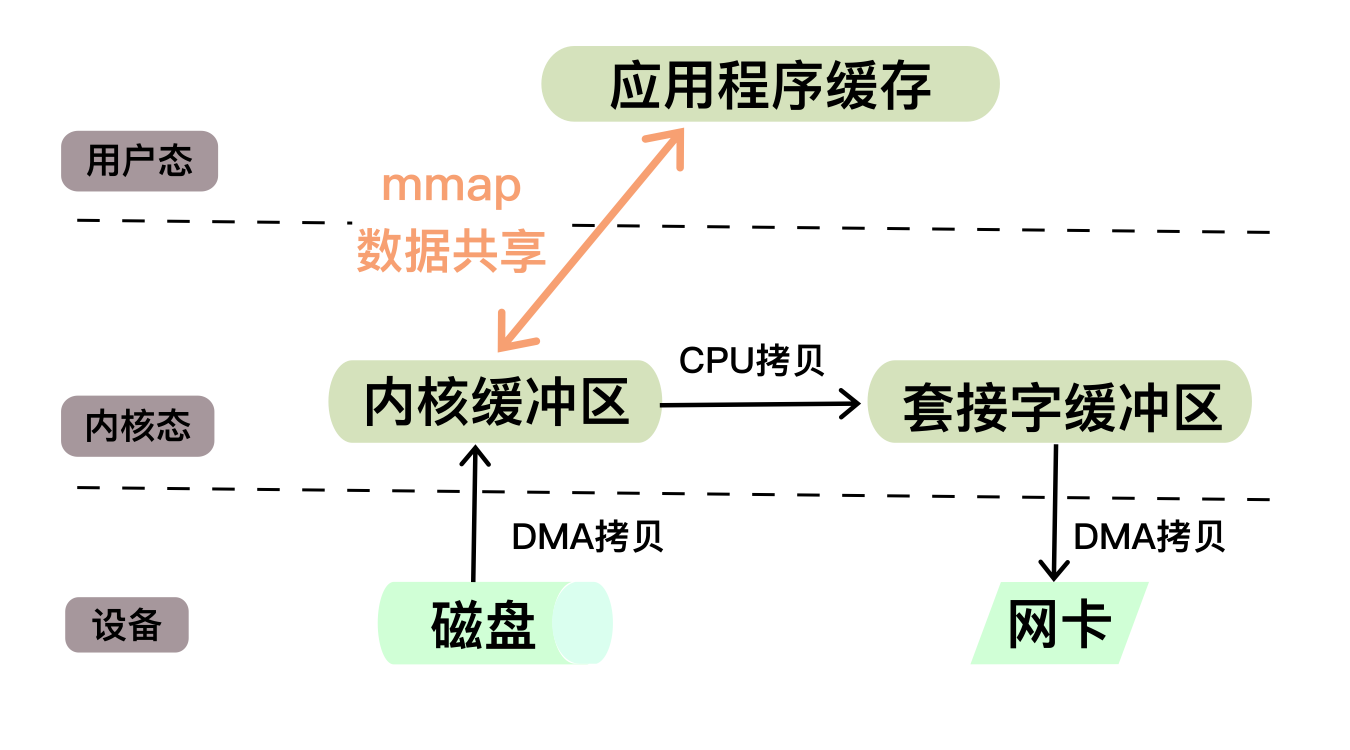 应用程序缓存
用户态
mmap
数据共享
CPU拷贝
内核缓冲区
套接字缓冲区
内核态
DMA拷贝
DMA拷贝
设备
磁盘
网卡